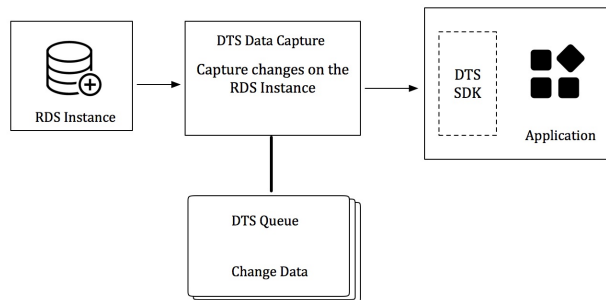 RDS Instance
DTS Data Capture
Capture changes on the
RDS Instance
DTS
SDK
Application
DTS Queue
Change Data